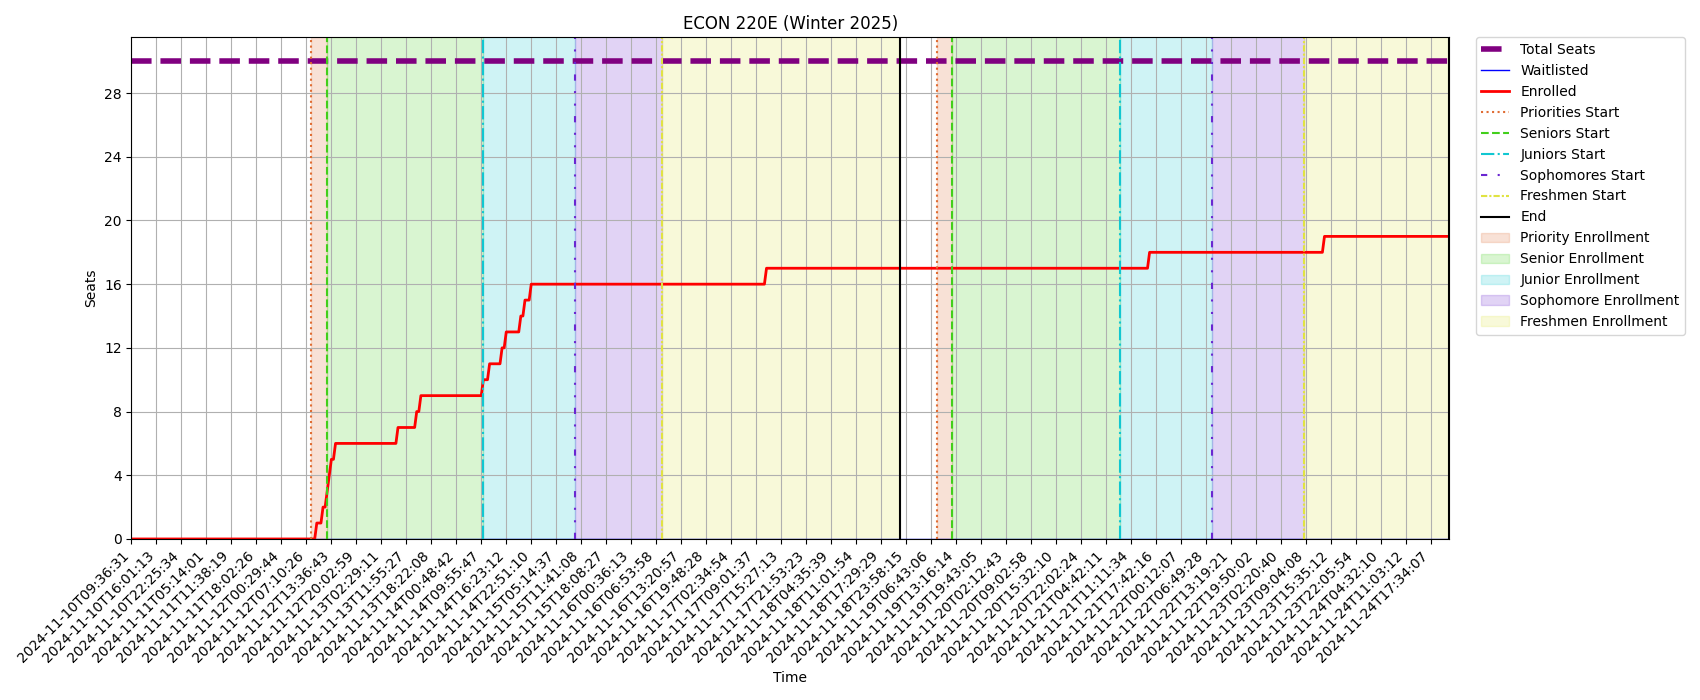 ECON 220E (Winter 2025)
Seats
28
24
20
16
12
8
4
0
2024-11-10T09:36:31
2024-11-10T16:01:13
2024-11-10T22:25:34
2024-11-11T05:14:01
2024-11-11T11:38:19
2024-11-11T18:02:26
2024-11-12T00:29:44
2024-11-12T07:10:26
2024-11-12T13:36:43
2024-11-12T20:02:59
2024-11-13T02:29:11
2024-11-13T11:55:27
2024-11-13T18:22:08
2024-11-14T00:48:42
2024-11-14T09:55:47
2024-11-14T16:23:12
2024-11-14T22:51:10
2024-11-15T05:14:37
2024-11-15T11:41:08
2024-11-15T18:08:27
2024-11-16T00:36:13
2024-11-16T06:53:58
2024-11-16T13:20:57
2024-11-16T19:48:28
2024-11-17T02:34:54
2024-11-17T09:01:37
2024-11-17T15:27:13
2024-11-17T21:53:23
2024-11-18T04:35:39
2024-11-18T11:01:54
2024-11-18T17:29:29
2024-11-18T23:58:15
2024-11-19T06:43:06
2024-11-19T13:16:14
2024-11-19T19:43:05
2024-11-20T02:12:43
2024-11-20T09:02:58
2024-11-20T15:32:10
2024-11-20T22:02:24
2024-11-21T04:42:11
2024-11-21T11:11:34
2024-11-21T17:42:16
2024-11-22T00:12:07
2024-11-22T06:49:28
2024-11-22T13:19:21
2024-11-22T19:50:02
2024-11-23T02:20:40
2024-11-23T09:04:08
2024-11-23T15:35:12
2024-11-23T22:05:54
2024-11-24T04:32:10
2024-11-24T11:03:12
2024-11-24T17:34:07
Time
Total Seats
Waitlisted
Enrolled
Priorities Start
Seniors Start
Juniors Start
Sophomores Start
Freshmen Start
End
Priority Enrollment
Senior Enrollment
Junior Enrollment
Sophomore Enrollment
Freshmen Enrollment